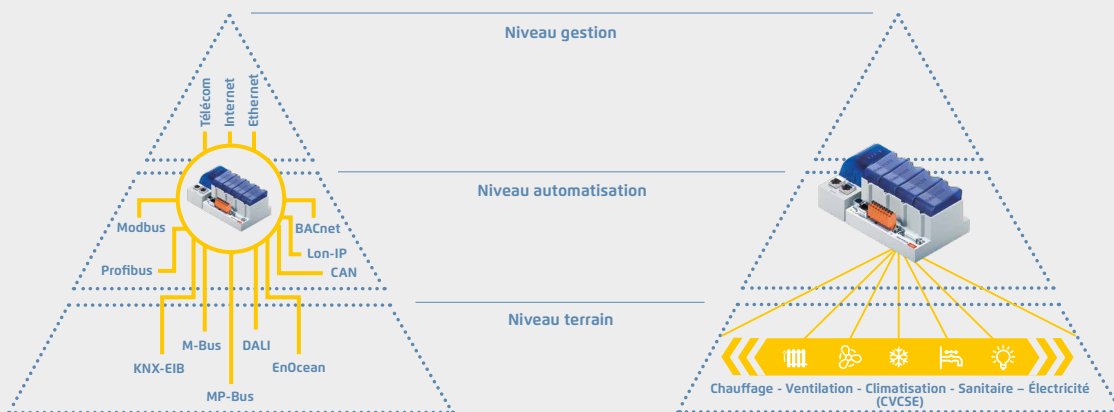 Niveau gestion
Télécom
Internet
Ethernet
Niveau automatisation
Modbus
BACnet
Lon-IP
Profibus
CAN
Niveau terrain
M-Bus
DALI
KNX-EIB
EnOcean
MP-Bus
Chauffage - Ventilation - Climatisation - Sanitaire – Électricité
(CVCSE)